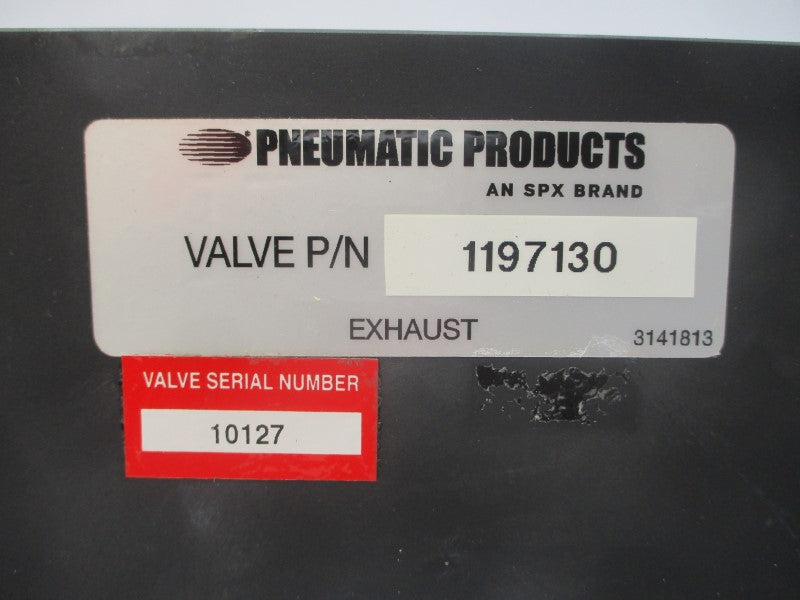 PNEUMATIC PRODUCTS
AN SPX BRAND
VALVE P/N 1197130
EXHAUST 3141813
VALVE SERIAL NUMBER
10127